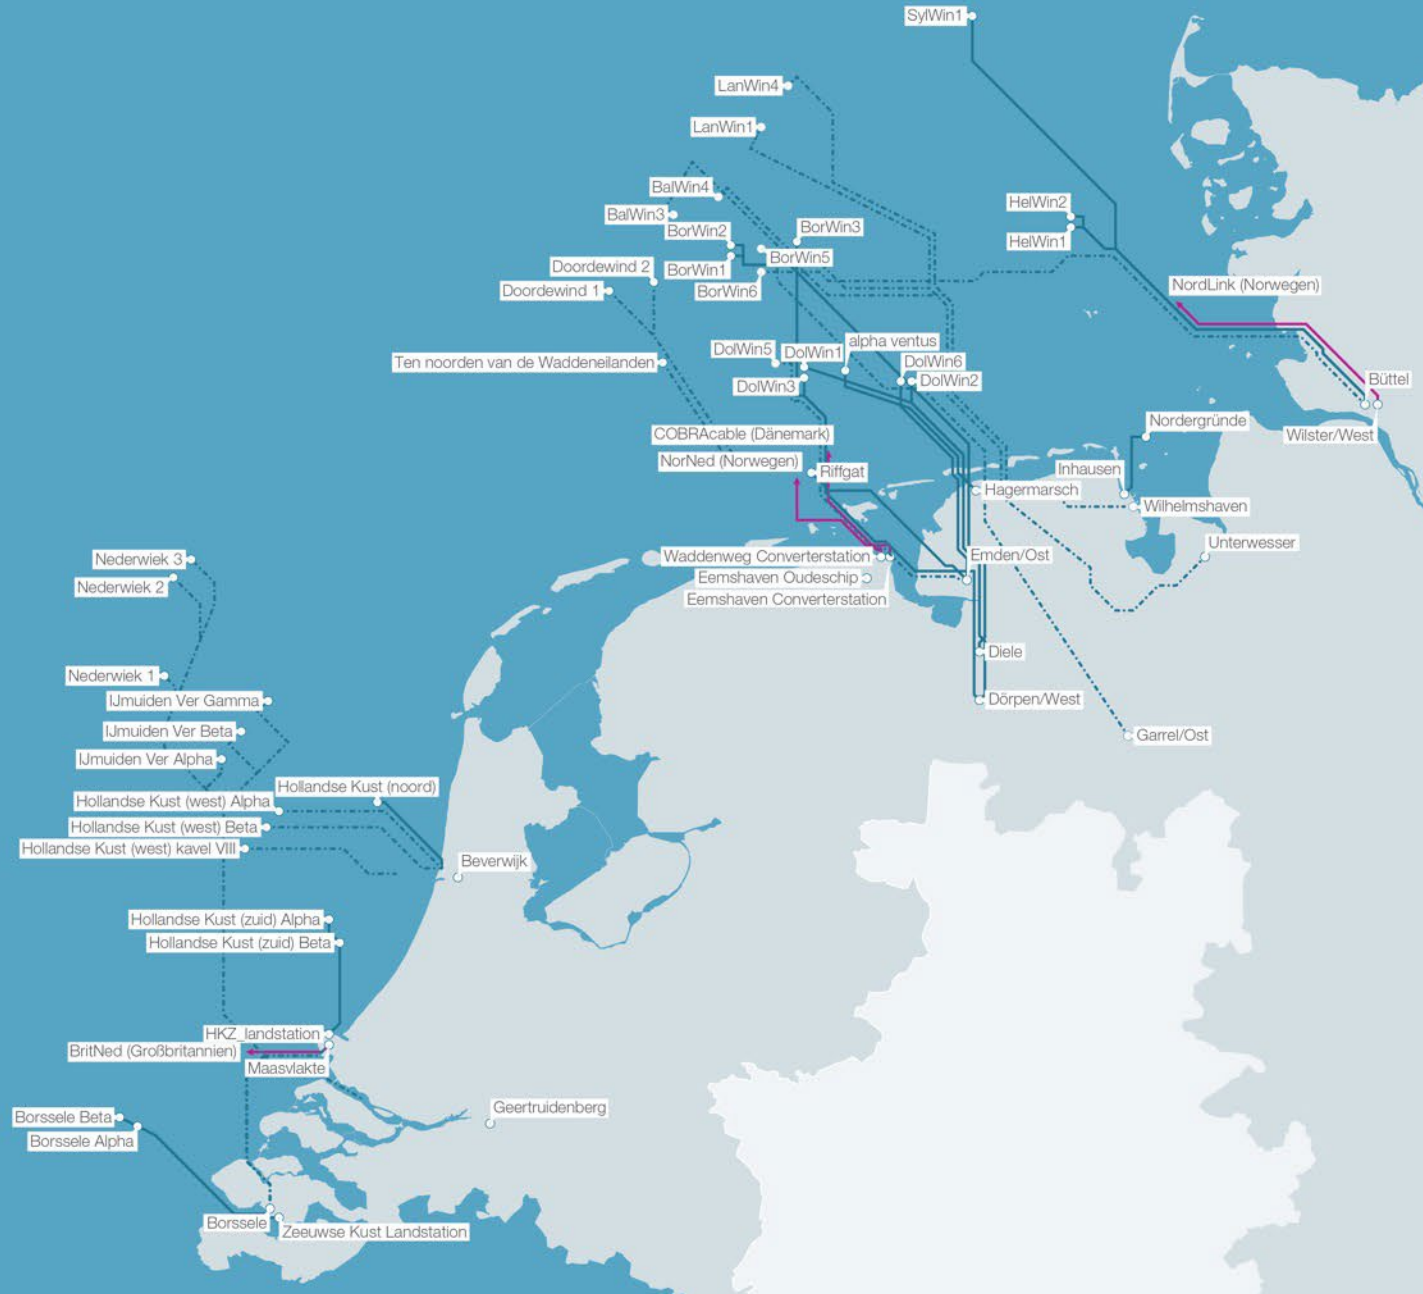 SylWin1
LanWin4
LanWin1
BalWin4
BalWin3
HelWin2
HelWin1
BorWin3
BorWin2
BorWin5
BorWin1
BorWin6
Doordewind 2
Doordewind 1
NordLink (Norwegen)
alpha ventus
DolWin5
DolWin1
DolWin6
Ten noorden van de Waddeneilanden
DolWin3
DolWin2
Büttel
Nordergründe
COBRAcable (Dänemark)
Wilster/West
NorNed (Norwegen)
Riffgat
Inhausen
Hagermarsch
Wilhelmshaven
Unterwesser
Nederwiek 3
Waddenweg Converterstation
Emden/Ost
Eemshaven Oudeschip
Nederwiek 2
Eemshaven Converterstation
Diele
Nederwiek 1
IJmuiden Ver Gamma
Dörpen/West
IJmuiden Ver Beta
Garrel/Ost
IJmuiden Ver Alpha
Hollandse Kust (noord)
Hollandse Kust (west) Alpha
Hollandse Kust (west) Beta
Hollandse Kust (west) kavel VIII
Beverwijk
Hollandse Kust (zuid) Alpha
Hollandse Kust (zuid) Beta
HKZ_landstation
BritNed (Großbritannien)
Maasvlakte
Geertruidenberg
Borssele Beta
Borssele Alpha
Borssele
Zeeuwse Kust Landstation